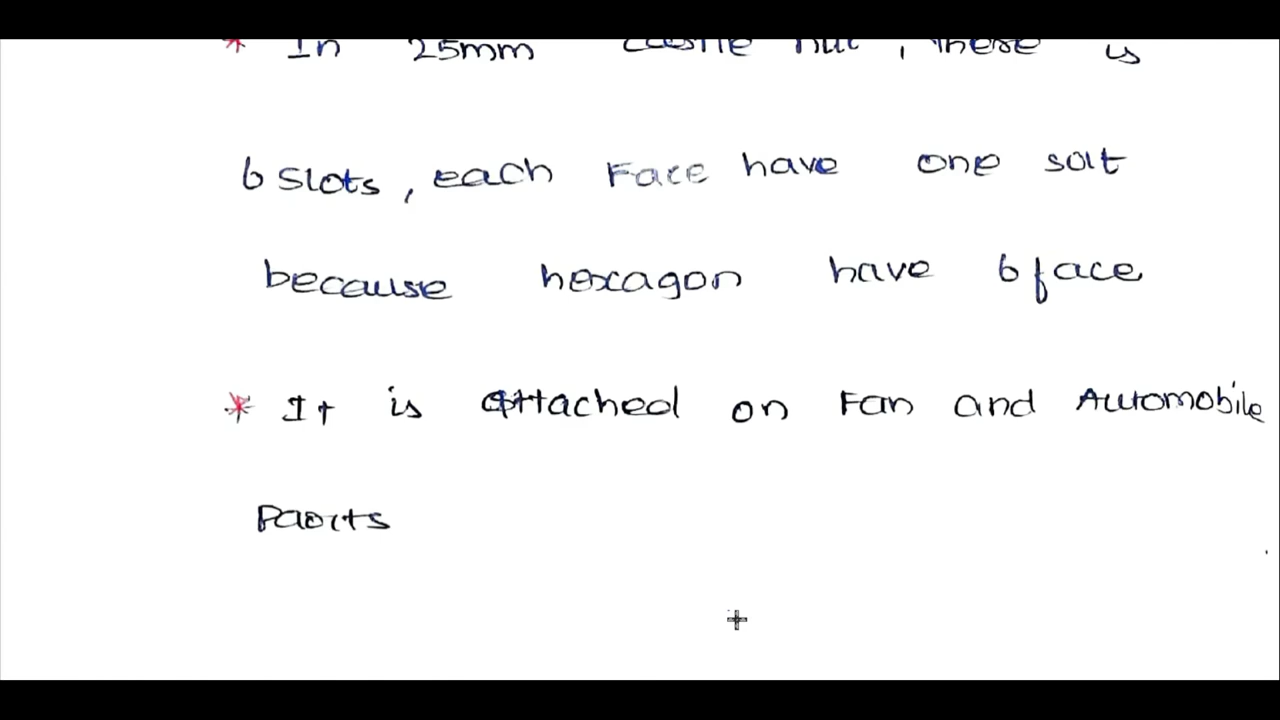 * In 25mm castle nut, there is
6 slots, each Face have one salt
because hexagon have 6 face
* It is attached on Fan and Automobile
Parts